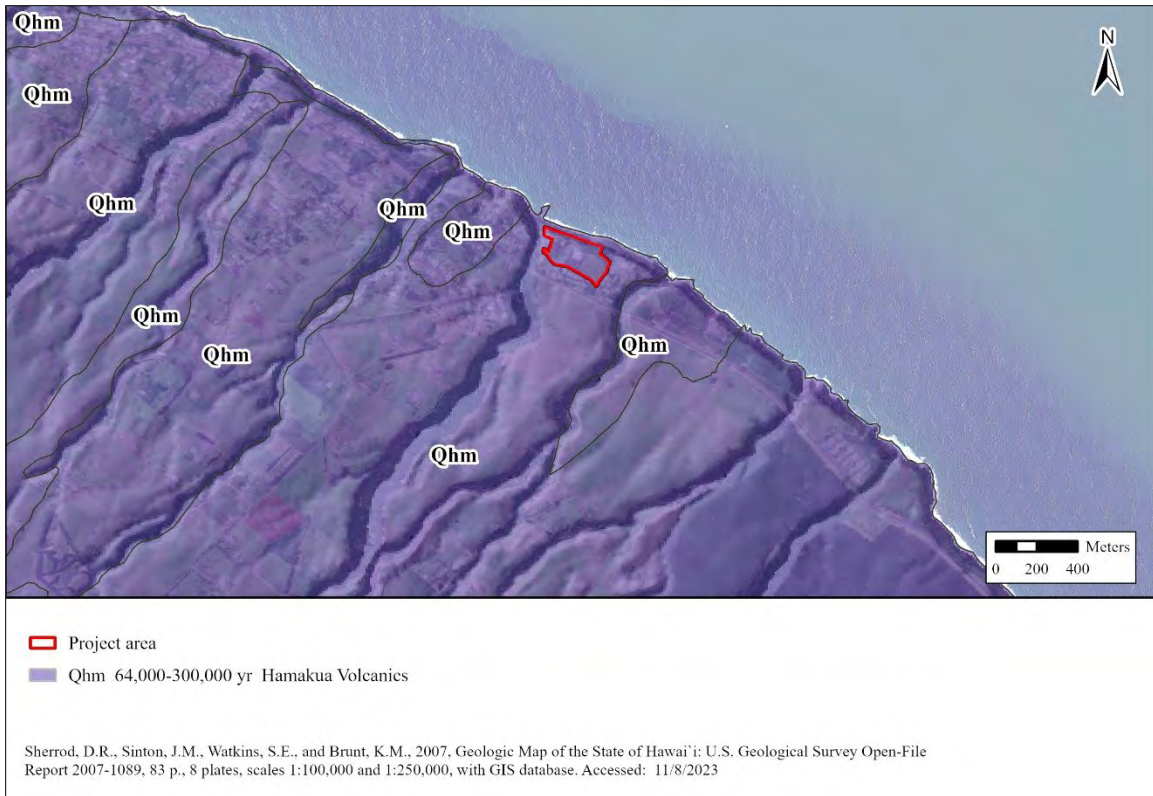 Qhm
N
Qhm
Qhm
Qhm
Qhm
Qhm
Qhm
Qhm
Qhm
Meters
0 200 400
Project area
Qhm 64,000-300,000 yr Hamakua Volcanics
Sherrod, D.R., Sinton, J.M., Watkins, S.E., and Brunt, K.M., 2007, Geologic Map of the State of Hawai`i: U.S. Geological Survey Open-File
Report 2007-1089, 83 p., 8 plates, scales 1:100,000 and 1:250,000, with GIS database. Accessed: 11/8/2023